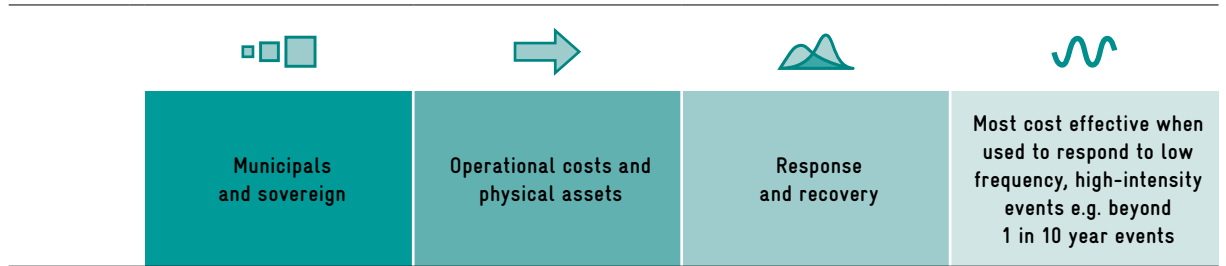 Municipals
and sovereign
Operational costs and
physical assets
Response
and recovery
Most cost effective when
used to respond to low
frequency, high-intensity
events e.g. beyond
1 in 10 year events